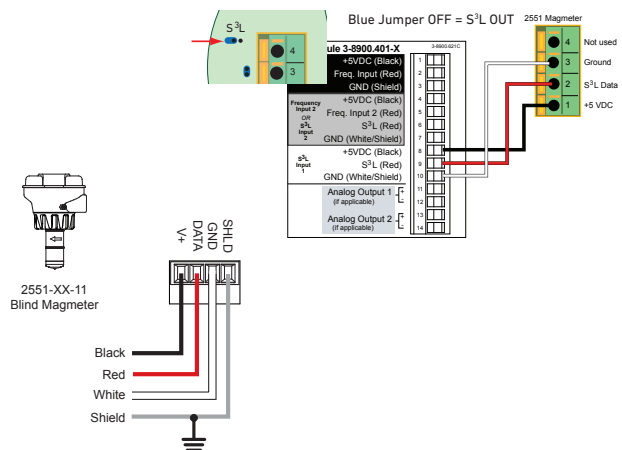 S³L
4
3
Blue Jumper OFF = S³L OUT
2551 Magmeter
4 Not used
3 Ground
2 S³L Data
1 +5 VDC
ule 3-8900.401-X
3-8900.621C
+5VDC (Black) 1
Freq. Input (Red) 2
GND (Shield) 3
Frequency
Input 2
OR
S³L
Input
2
+5VDC (Black) 4
Freq. Input 2 (Red) 5
S³L (Red) 6
GND (White/Shield) 7
S³L
Input
1
+5VDC (Black) 8
S³L (Red) 9
GND (White/Shield) 10
Analog Output 1 + 11
(if applicable) - 12
Analog Output 2 + 13
(if applicable) - 14
2551-XX-11
Blind Magmeter
V+
DATA
GND
SHLD
Black
Red
White
Shield